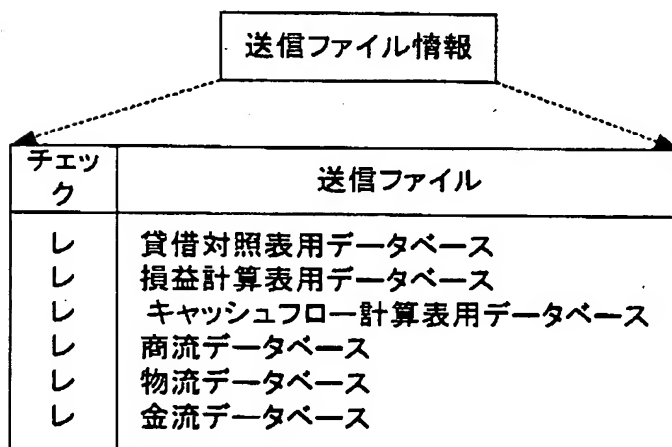 送信ファイル情報
チェッ
ク
送信ファイル
レ 貸借対照表用データベース
レ 損益計算表用データベース
レ キャッシュフロー計算表用データベース
レ 商流データベース
レ 物流データベース
レ 金流データベース